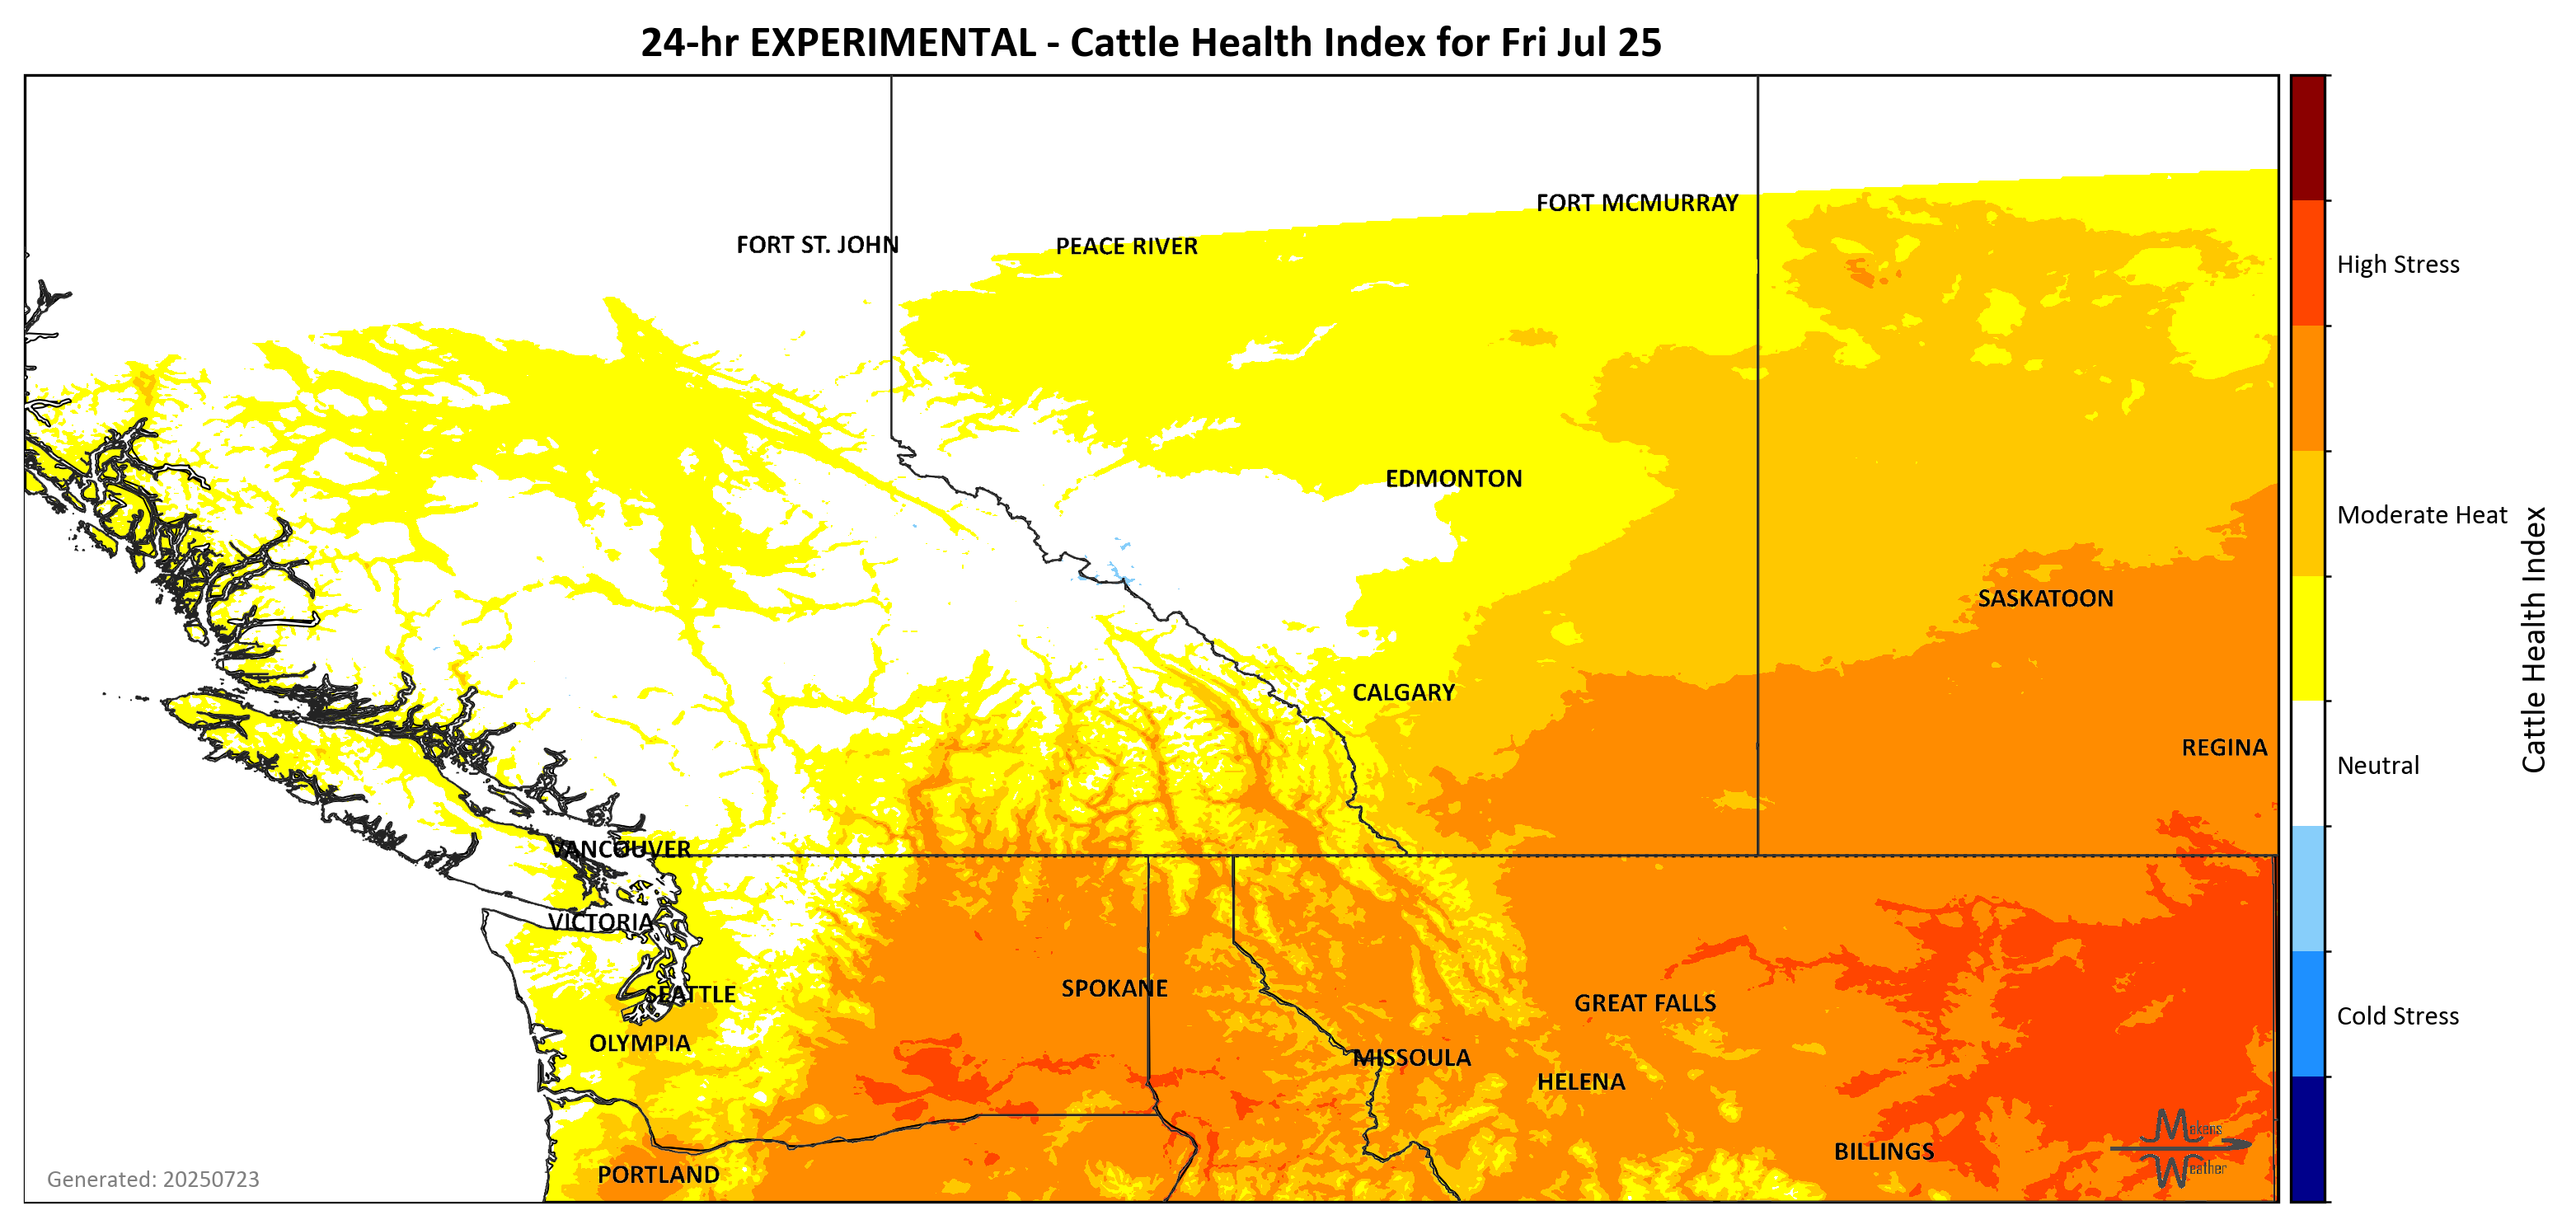 24-hr EXPERIMENTAL - Cattle Health Index for Fri Jul 25
FORT MCMURRAY
FORT ST. JOHN
PEACE RIVER
High Stress
EDMONTON
Moderate Heat
SASKATOON
CALGARY
REGINA
Cattle Health Index
Neutral
VANCOUVER
VICTORIA
SEATTLE
SPOKANE
GREAT FALLS
Cold Stress
OLYMPIA
MISSOULA
HELENA
Makens
Weather
BILLINGS
PORTLAND
Generated: 20250723